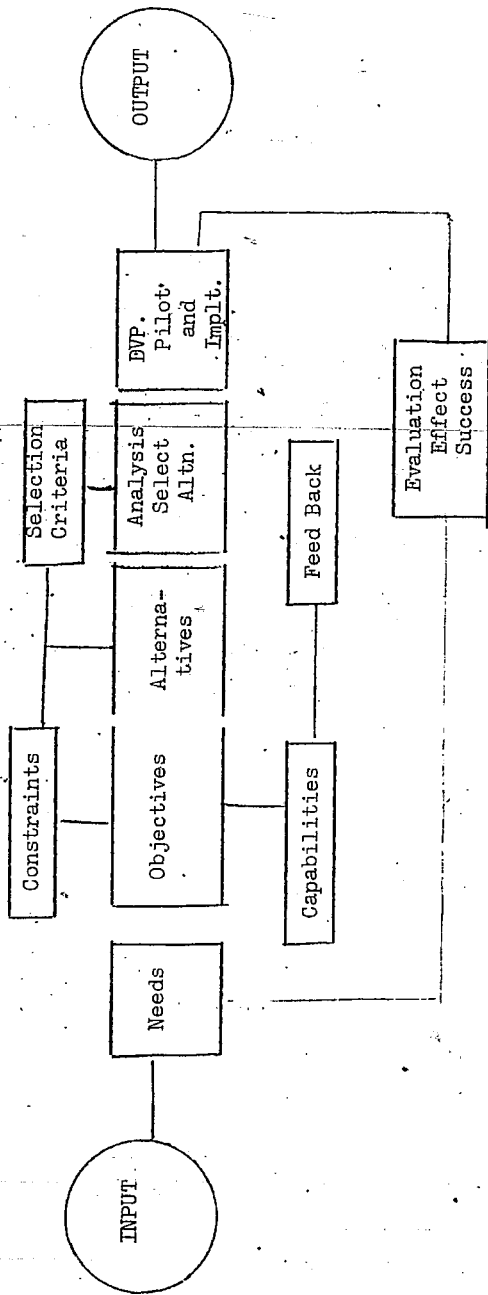 INPUT
Needs
Constraints
Objectives
Capabilities
Alterna-
tives
Feed Back
Selection
Criteria
Analysis
Select
Altn.
DVP.
Pilot
and
Implt.
Evaluation
Effect
Success
OUTPUT